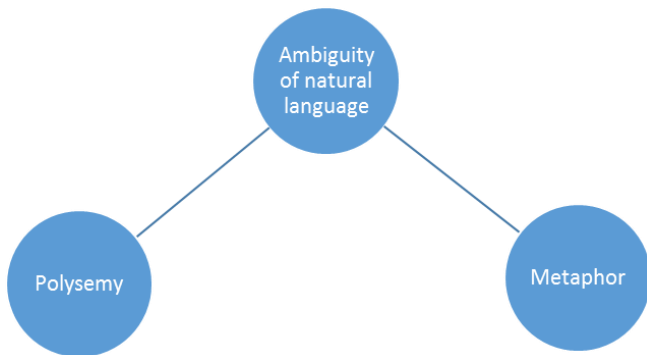 Ambiguity
of natural
language
Polysemy
Metaphor